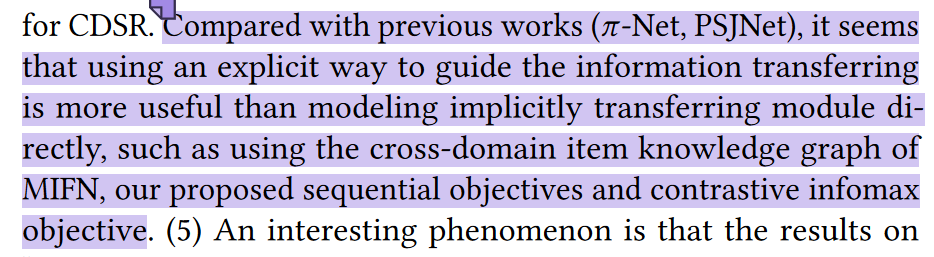 for CDSR. Compared with previous works (π-Net, PSJNet), it seems
that using an explicit way to guide the information transferring
is more useful than modeling implicitly transferring module di-
rectly, such as using the cross-domain item knowledge graph of
MIFN, our proposed sequential objectives and contrastive infomax
objective. (5) An interesting phenomenon is that the results on